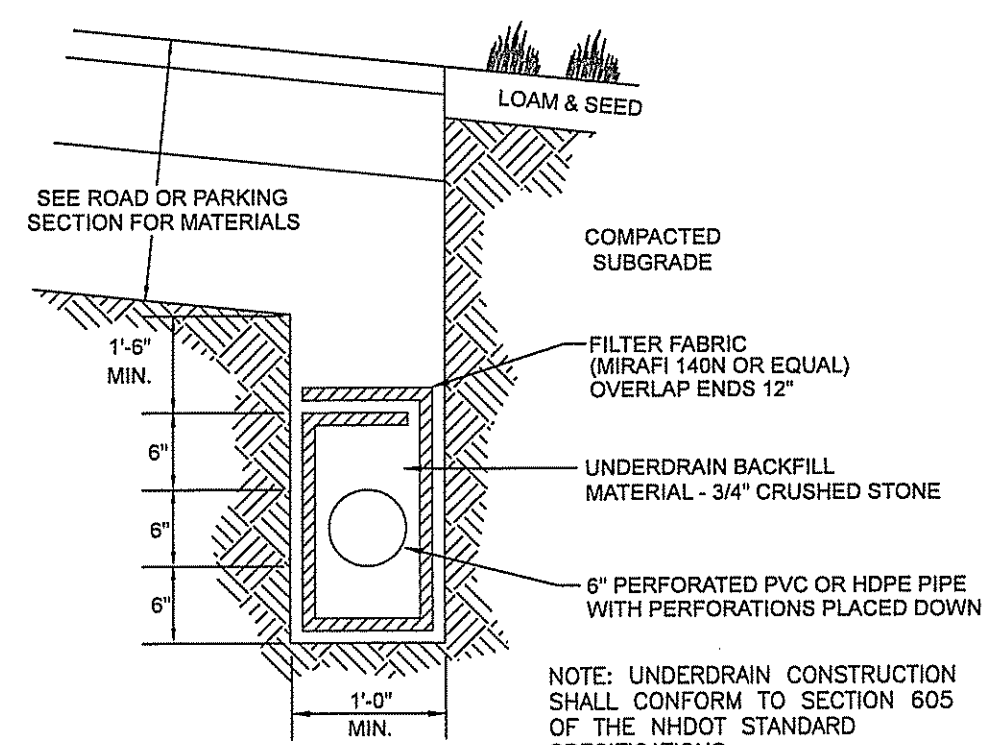 LOAM & SEED
SEE ROAD OR PARKING
SECTION FOR MATERIALS
COMPACTED
SUBGRADE
1'-6"
MIN.
FILTER FABRIC
(MIRAFI 140N OR EQUAL)
OVERLAP ENDS 12"
6"
UNDERDRAIN BACKFILL
MATERIAL - 3/4" CRUSHED STONE
6"
6"
6" PERFORATED PVC OR HDPE PIPE
WITH PERFORATIONS PLACED DOWN
1'-0"
MIN.
NOTE: UNDERDRAIN CONSTRUCTION
SHALL CONFORM TO SECTION 605
OF THE NHDOT STANDARD